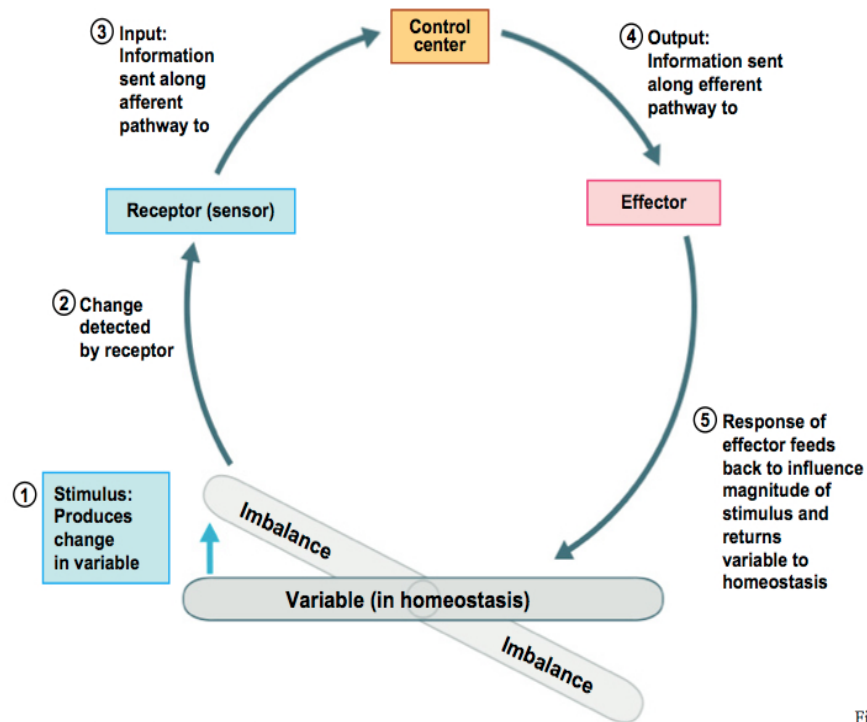 ③ Input:
Information
sent along
afferent
pathway to
Control
center
④ Output:
Information sent
along efferent
pathway to
Receptor (sensor)
Effector
② Change
detected
by receptor
⑤ Response of
effector feeds
back to influence
magnitude of
stimulus and
returns
variable to
homeostasis
① Stimulus:
Produces
change
in variable
Imbalance
Variable (in homeostasis)
Imbalance
Fi